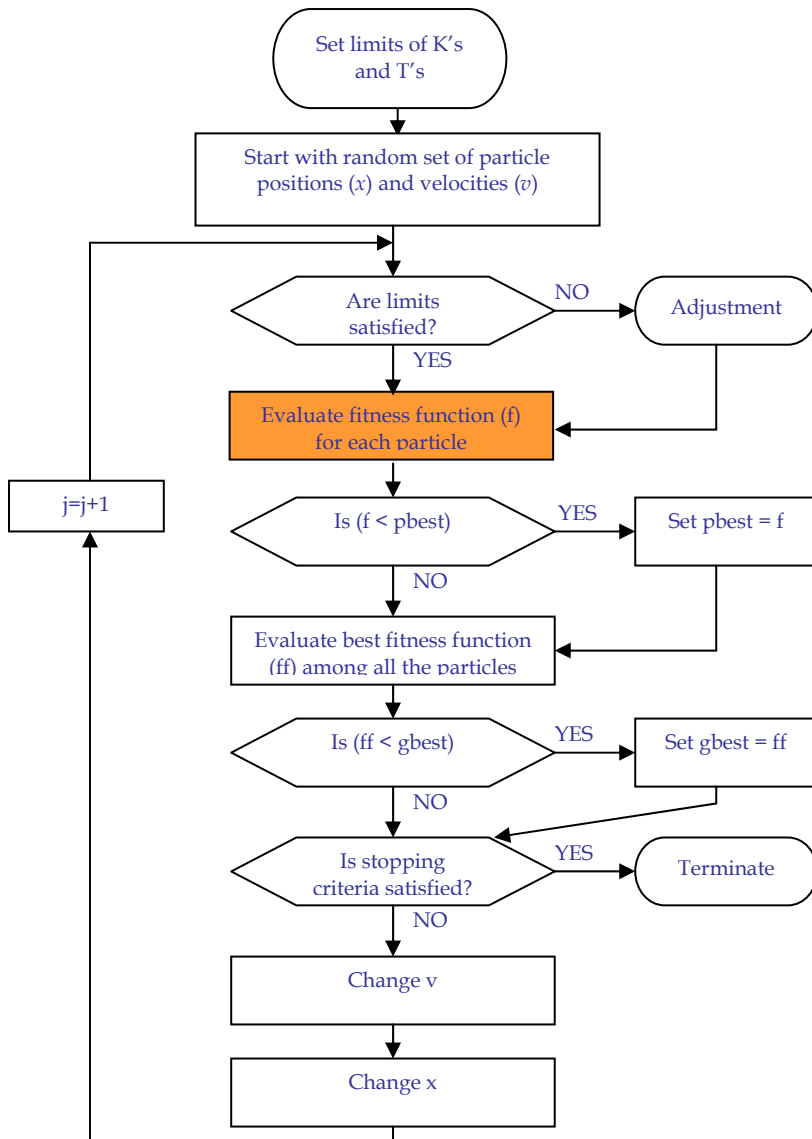 Set limits of K's
and T's
Start with random set of particle
positions (x) and velocities (v)
Are limits
satisfied?
NO
Adjustment
YES
Evaluate fitness function (f)
for each particle
j=j+1
Is (f < pbest)
YES
Set pbest = f
NO
Evaluate best fitness function
(ff) among all the particles
Is (ff < gbest)
YES
Set gbest = ff
NO
Is stopping
criteria satisfied?
YES
Terminate
NO
Change v
Change x